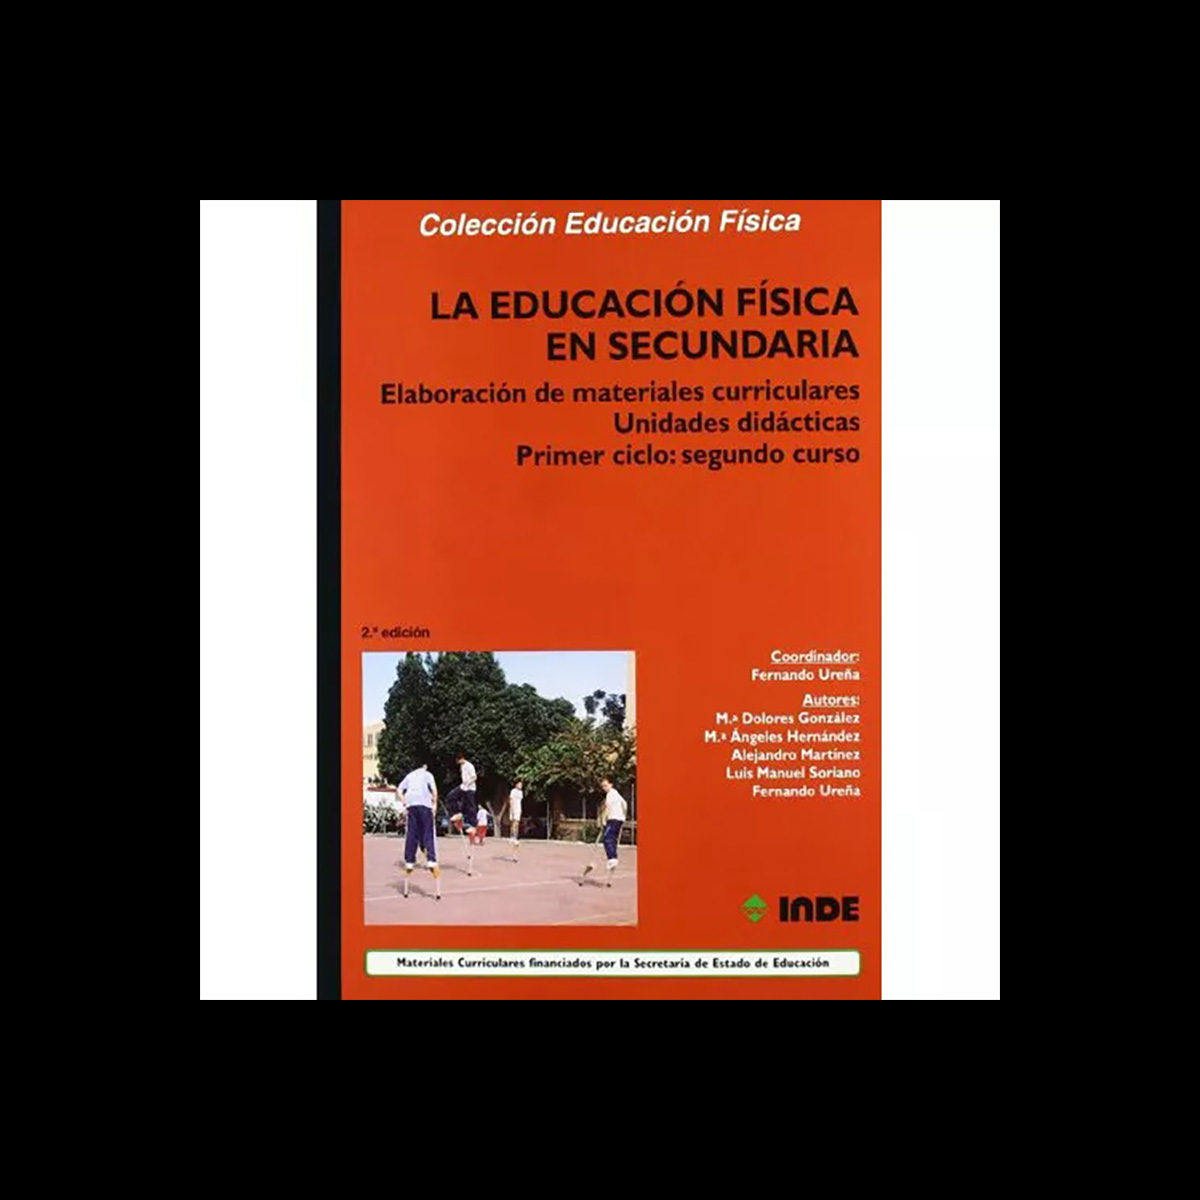 Colección Educación Física
LA EDUCACIÓN FÍSICA
EN SECUNDARIA
Elaboración de materiales curriculares
Unidades didácticas
Primer ciclo: segundo curso
2.ª edición
Coordinador:
Fernando Ureña
Autores:
M.ª Dolores González
M.ª Ángeles Hernández
Alejandro Martínez
Luis Manuel Soriano
Fernando Ureña
INDE
Materiales Curriculares financiados por la Secretaría de Estado de Educación